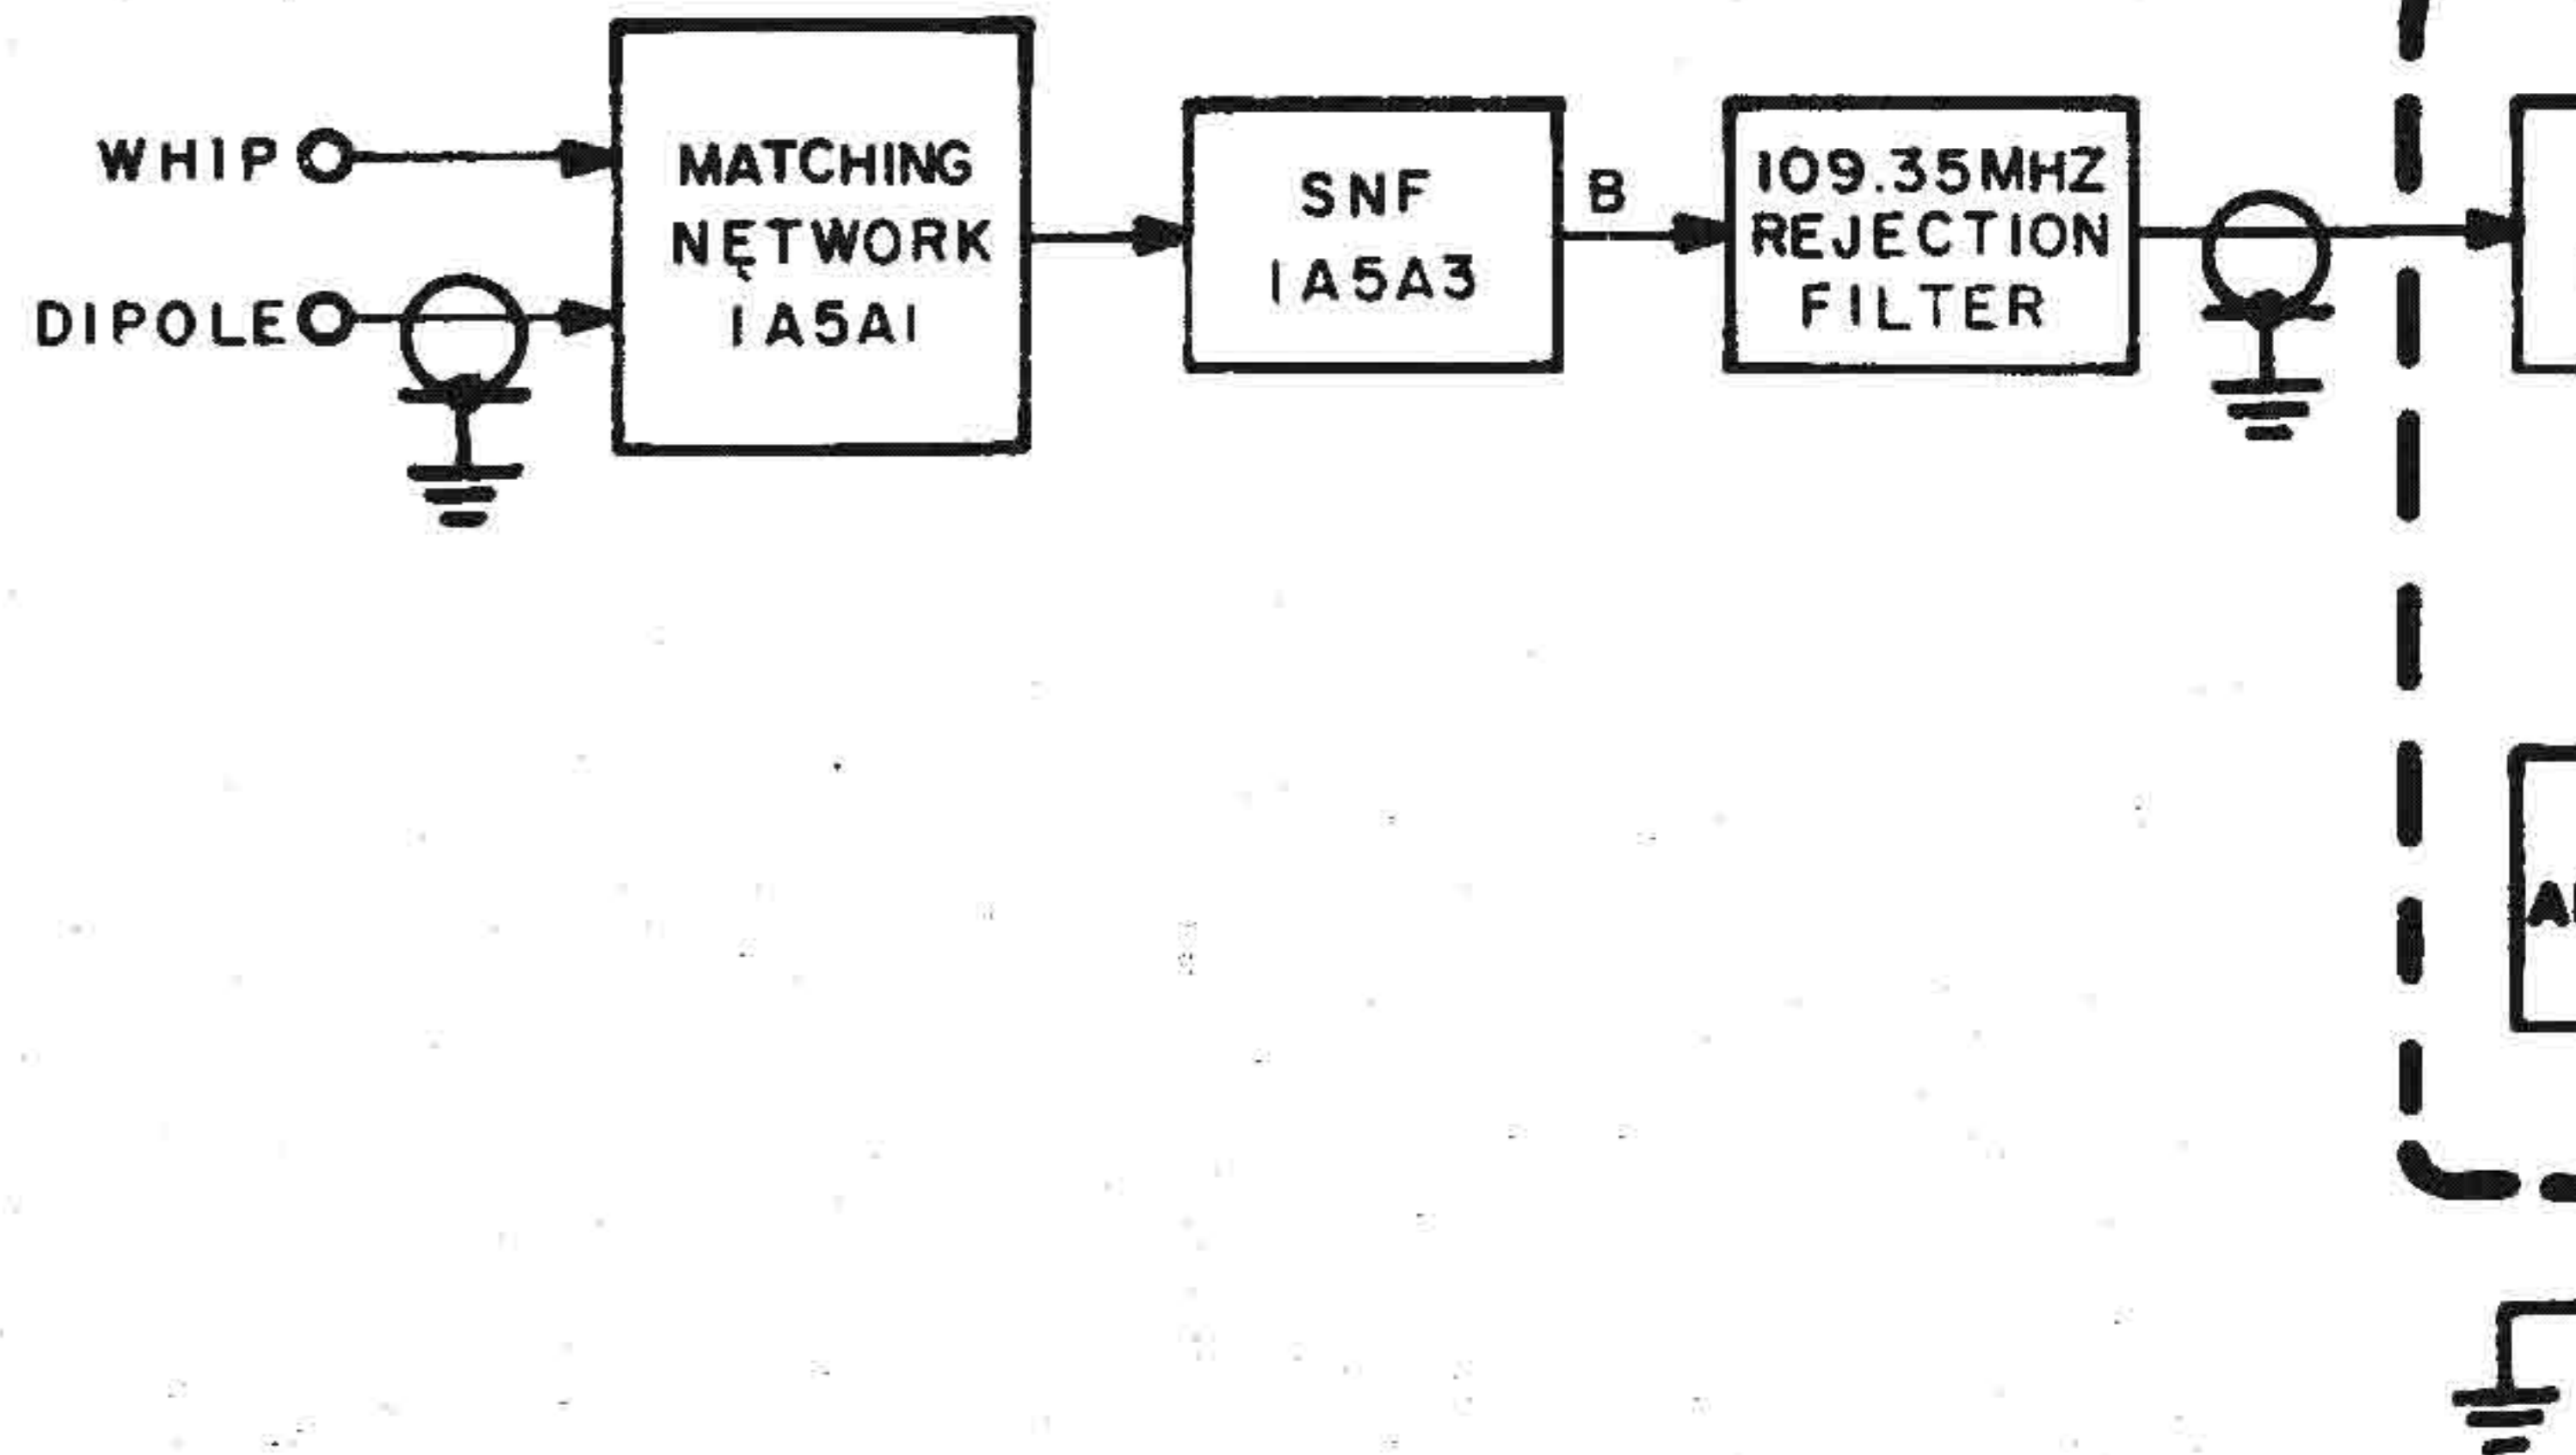 WHIP
DIPOLE
MATCHING
NETWORK
1A5A1
SNF
1A5A3
B
109.35MHZ
REJECTION
FILTER